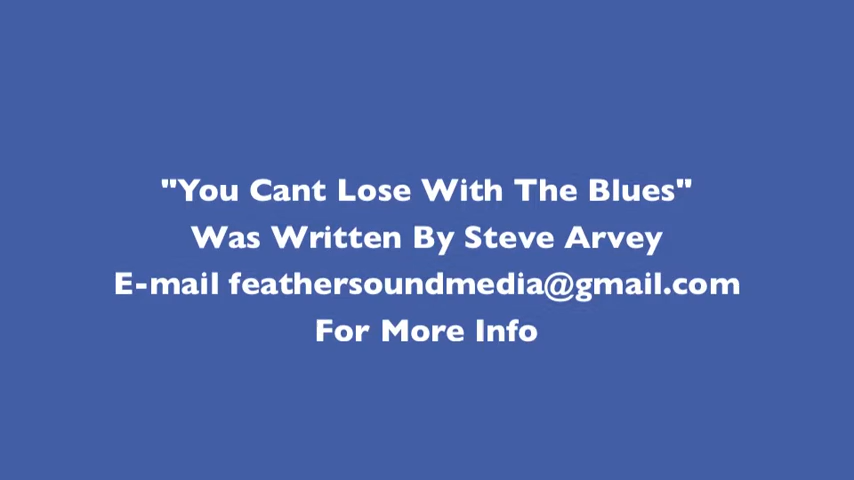 "You Cant Lose With The Blues"
Was Written By Steve Arvey
E-mail feathersoundmedia@gmail.com
For More Info